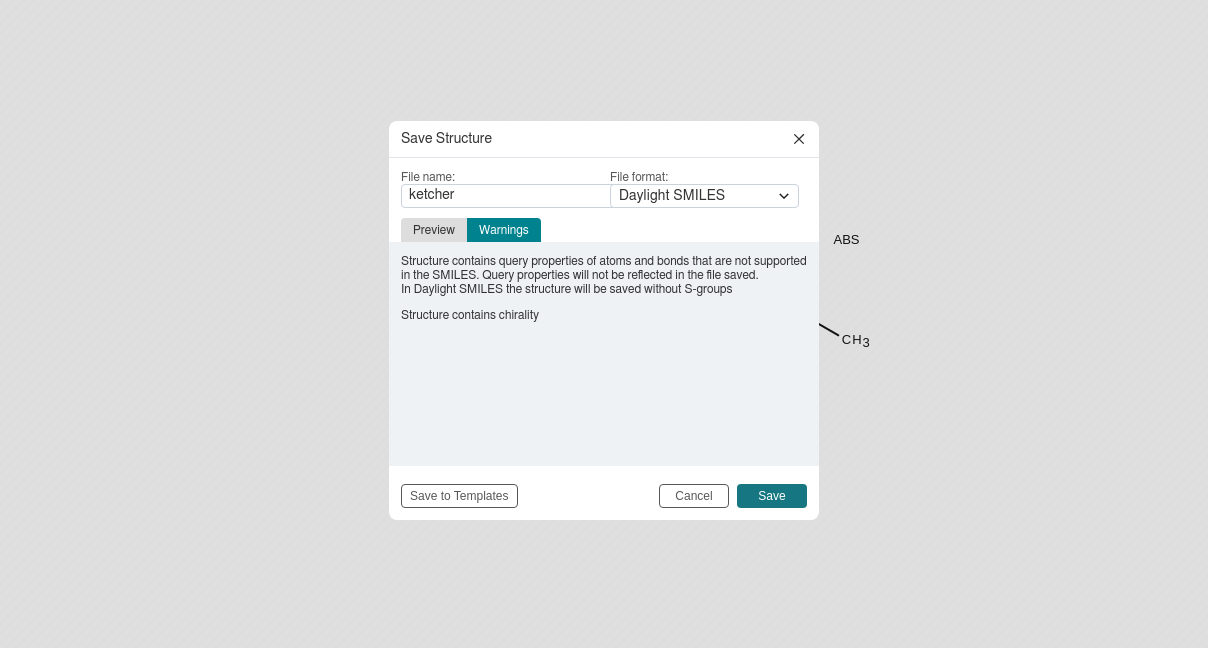 Save Structure
File name:
File format:
ketcher
Daylight SMILES
Preview
Warnings
ABS
Structure contains query properties of atoms and bonds that are not supported
in the SMILES. Query properties will not be reflected in the file saved.
In Daylight SMILES the structure will be saved without S-groups
Structure contains chirality
CH3
Save to Templates
Cancel
Save